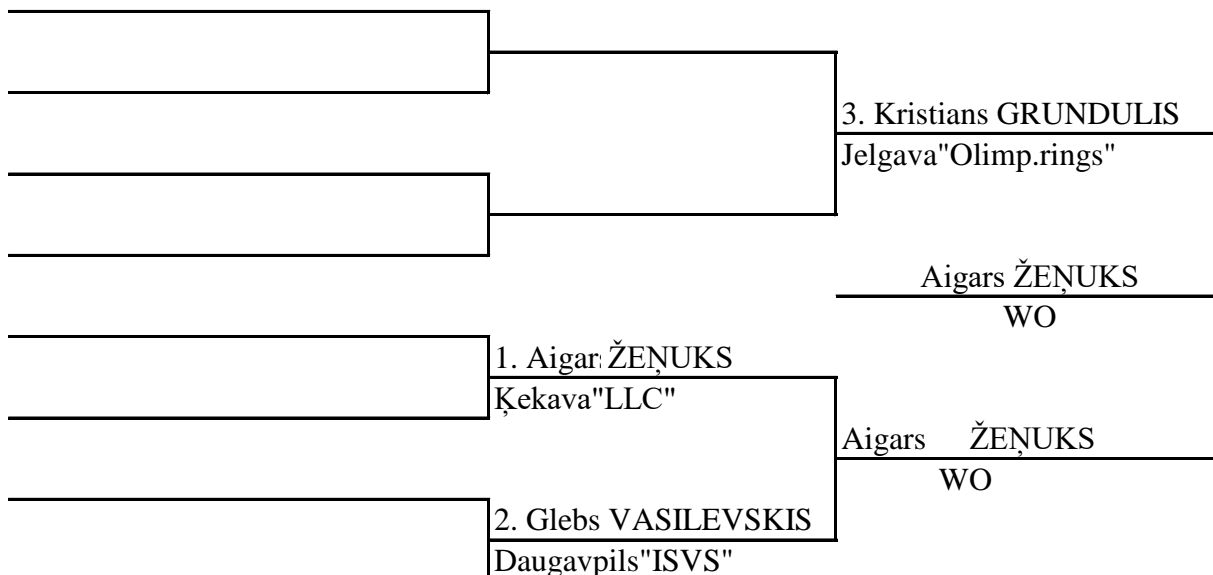 3. Kristians GRUNDULIS
Jelgava"Olimp.rings"
Aigars ŽEŅUKS
WO
1. Aigars ŽEŅUKS
Ķekava"LLC"
Aigars ŽEŅUKS
WO
2. Glebs VASILEVSKIS
Daugavpils"ISVS"